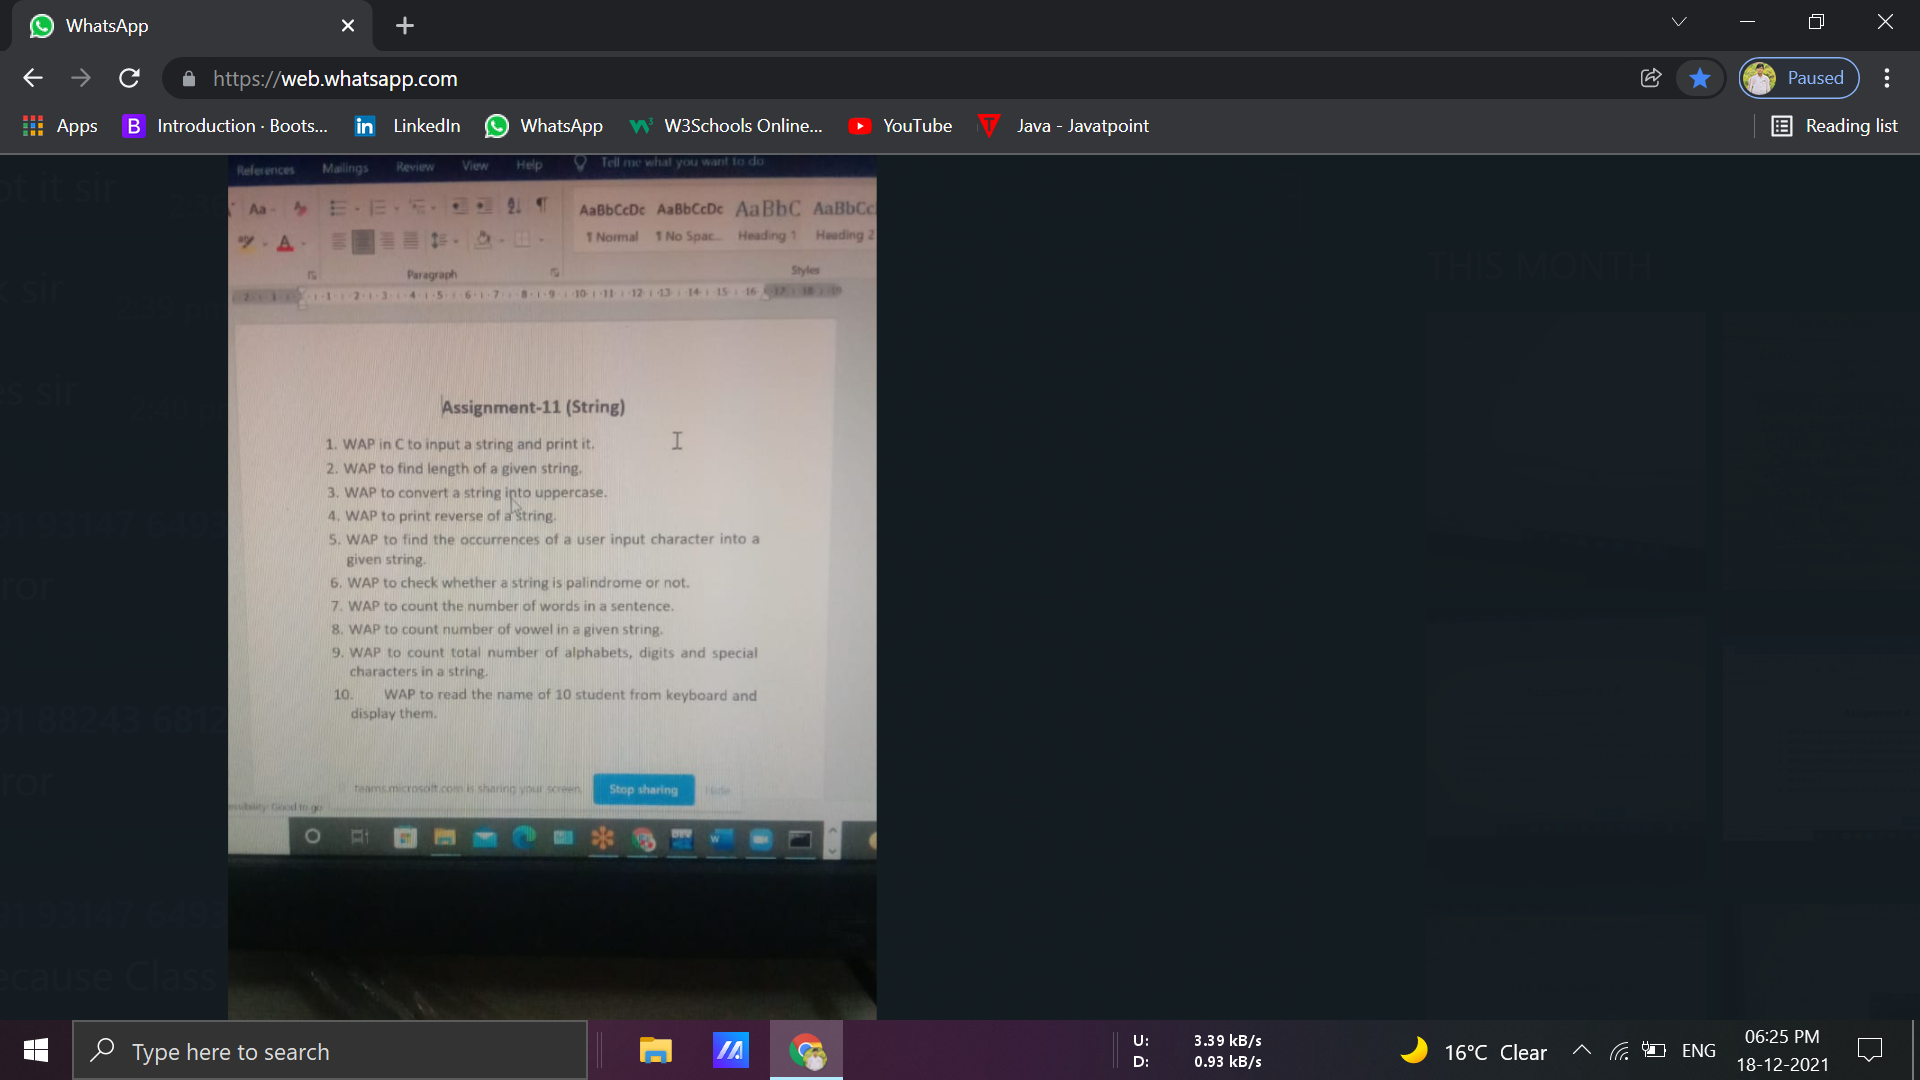 WhatsApp
https://web.whatsapp.com
Paused
Apps
Introduction · Boots...
LinkedIn
WhatsApp
W3Schools Online...
YouTube
Java - Javatpoint
Reading list
References Mailings Review View Help Tell me what you want to do
AaBbCcDc AaBbCcDc AaBbC AaBbCc
¶ Normal ¶ No Spac... Heading 1 Heading 2
Paragraph Styles
THIS MONTH
Assignment-11 (String)
1. WAP in C to input a string and print it.
2. WAP to find length of a given string.
3. WAP to convert a string into uppercase.
4. WAP to print reverse of a string.
5. WAP to find the occurrences of a user input character into a
given string.
6. WAP to check whether a string is palindrome or not.
7. WAP to count the number of words in a sentence.
8. WAP to count number of vowel in a given string.
9. WAP to count total number of alphabets, digits and special
characters in a string.
10. WAP to read the name of 10 student from keyboard and
display them.
teams.microsoft.com is sharing your screen. Stop sharing Hide
Good to go
ecause Class
Type here to search
U: 3.39 kB/s
D: 0.93 kB/s
16°C Clear
ENG
06:25 PM
18-12-2021